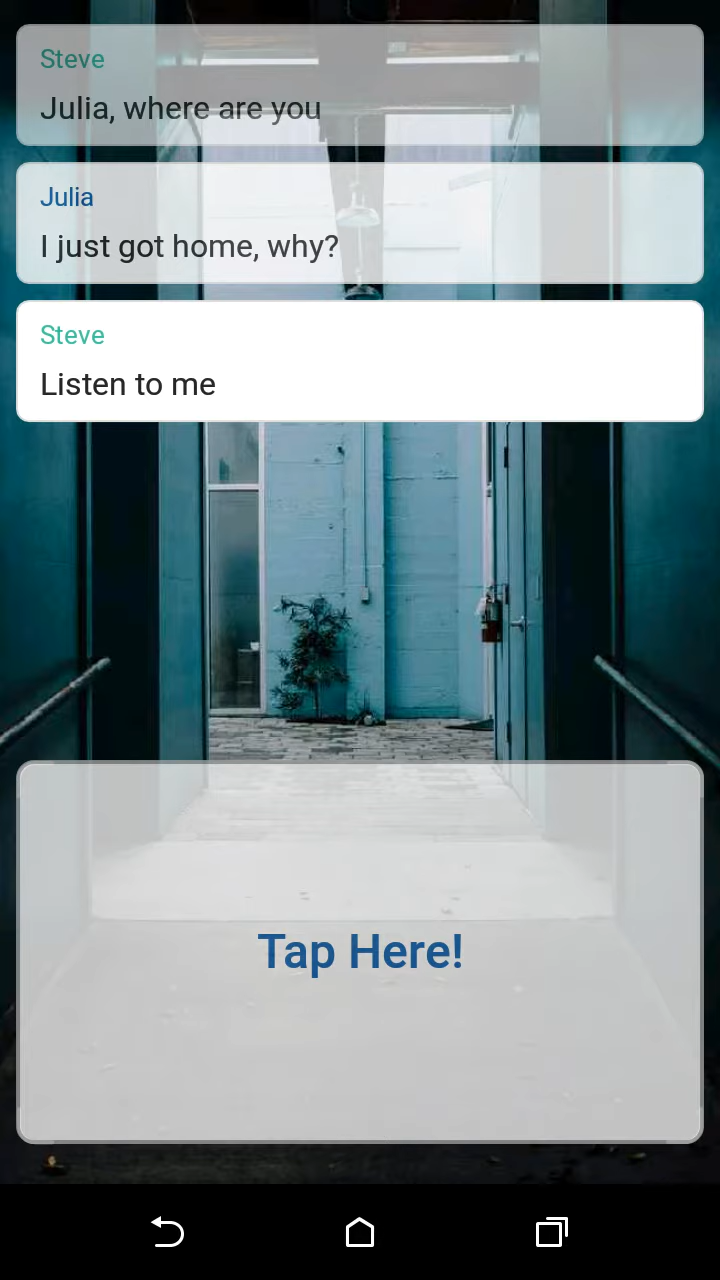 Steve
Julia, where are you
Julia
I just got home, why?
Steve
Listen to me
Tap Here!